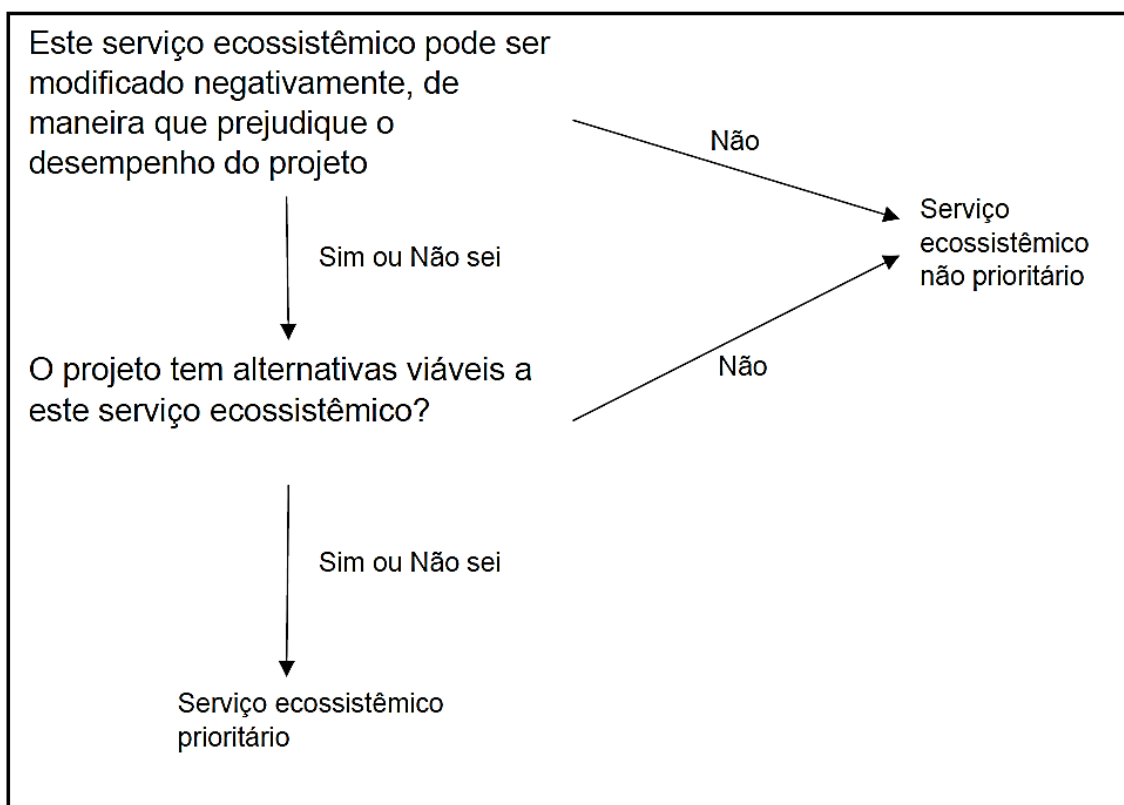 Este serviço ecossistêmico pode ser
modificado negativamente, de
maneira que prejudique o
desempenho do projeto
Não
Serviço
ecossistêmico
não prioritário
Sim ou Não sei
O projeto tem alternativas viáveis a
este serviço ecossistêmico?
Não
Sim ou Não sei
Serviço ecossistêmico
prioritário